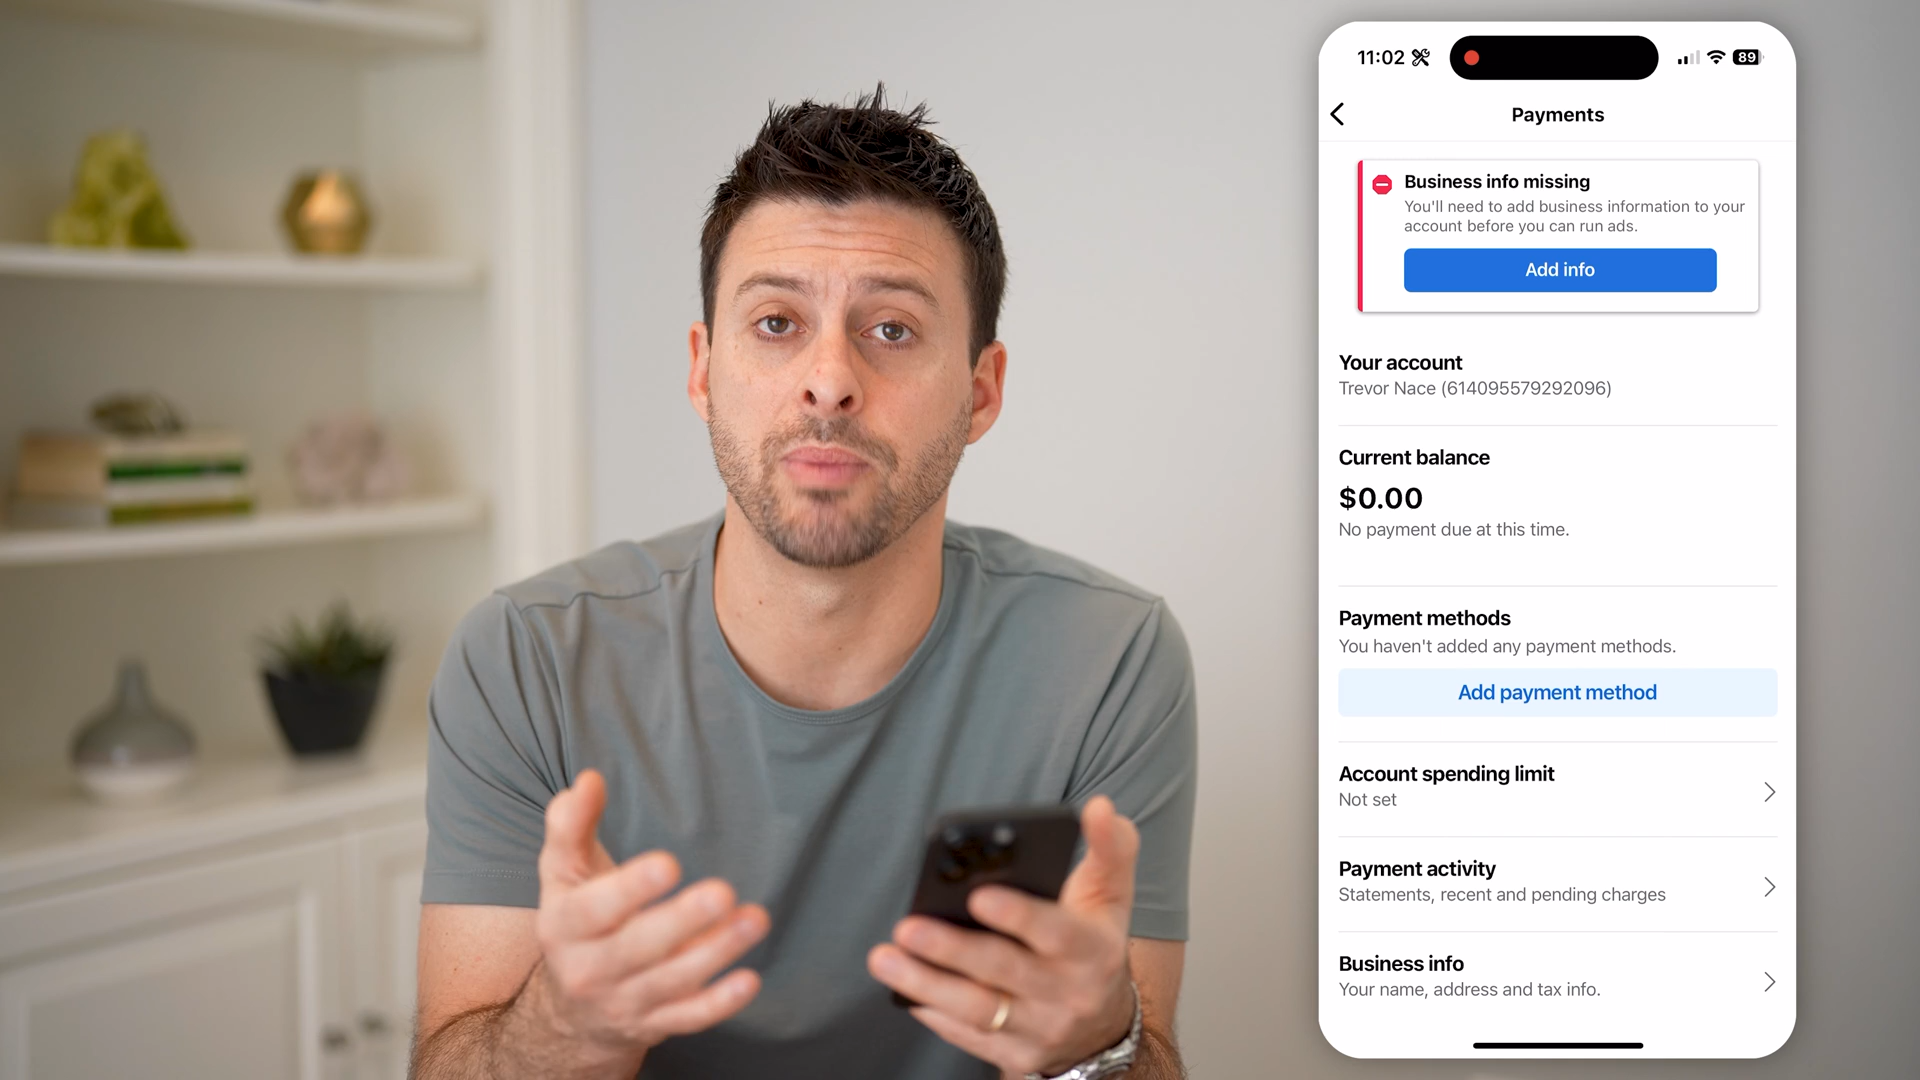 11:02
89
Payments
Business info missing
You'll need to add business information to your
account before you can run ads.
Add info
Your account
Trevor Nace (614095579292096)
Current balance
$0.00
No payment due at this time.
Payment methods
You haven't added any payment methods.
Add payment method
Account spending limit
Not set
Payment activity
Statements, recent and pending charges
Business info
Your name, address and tax info.